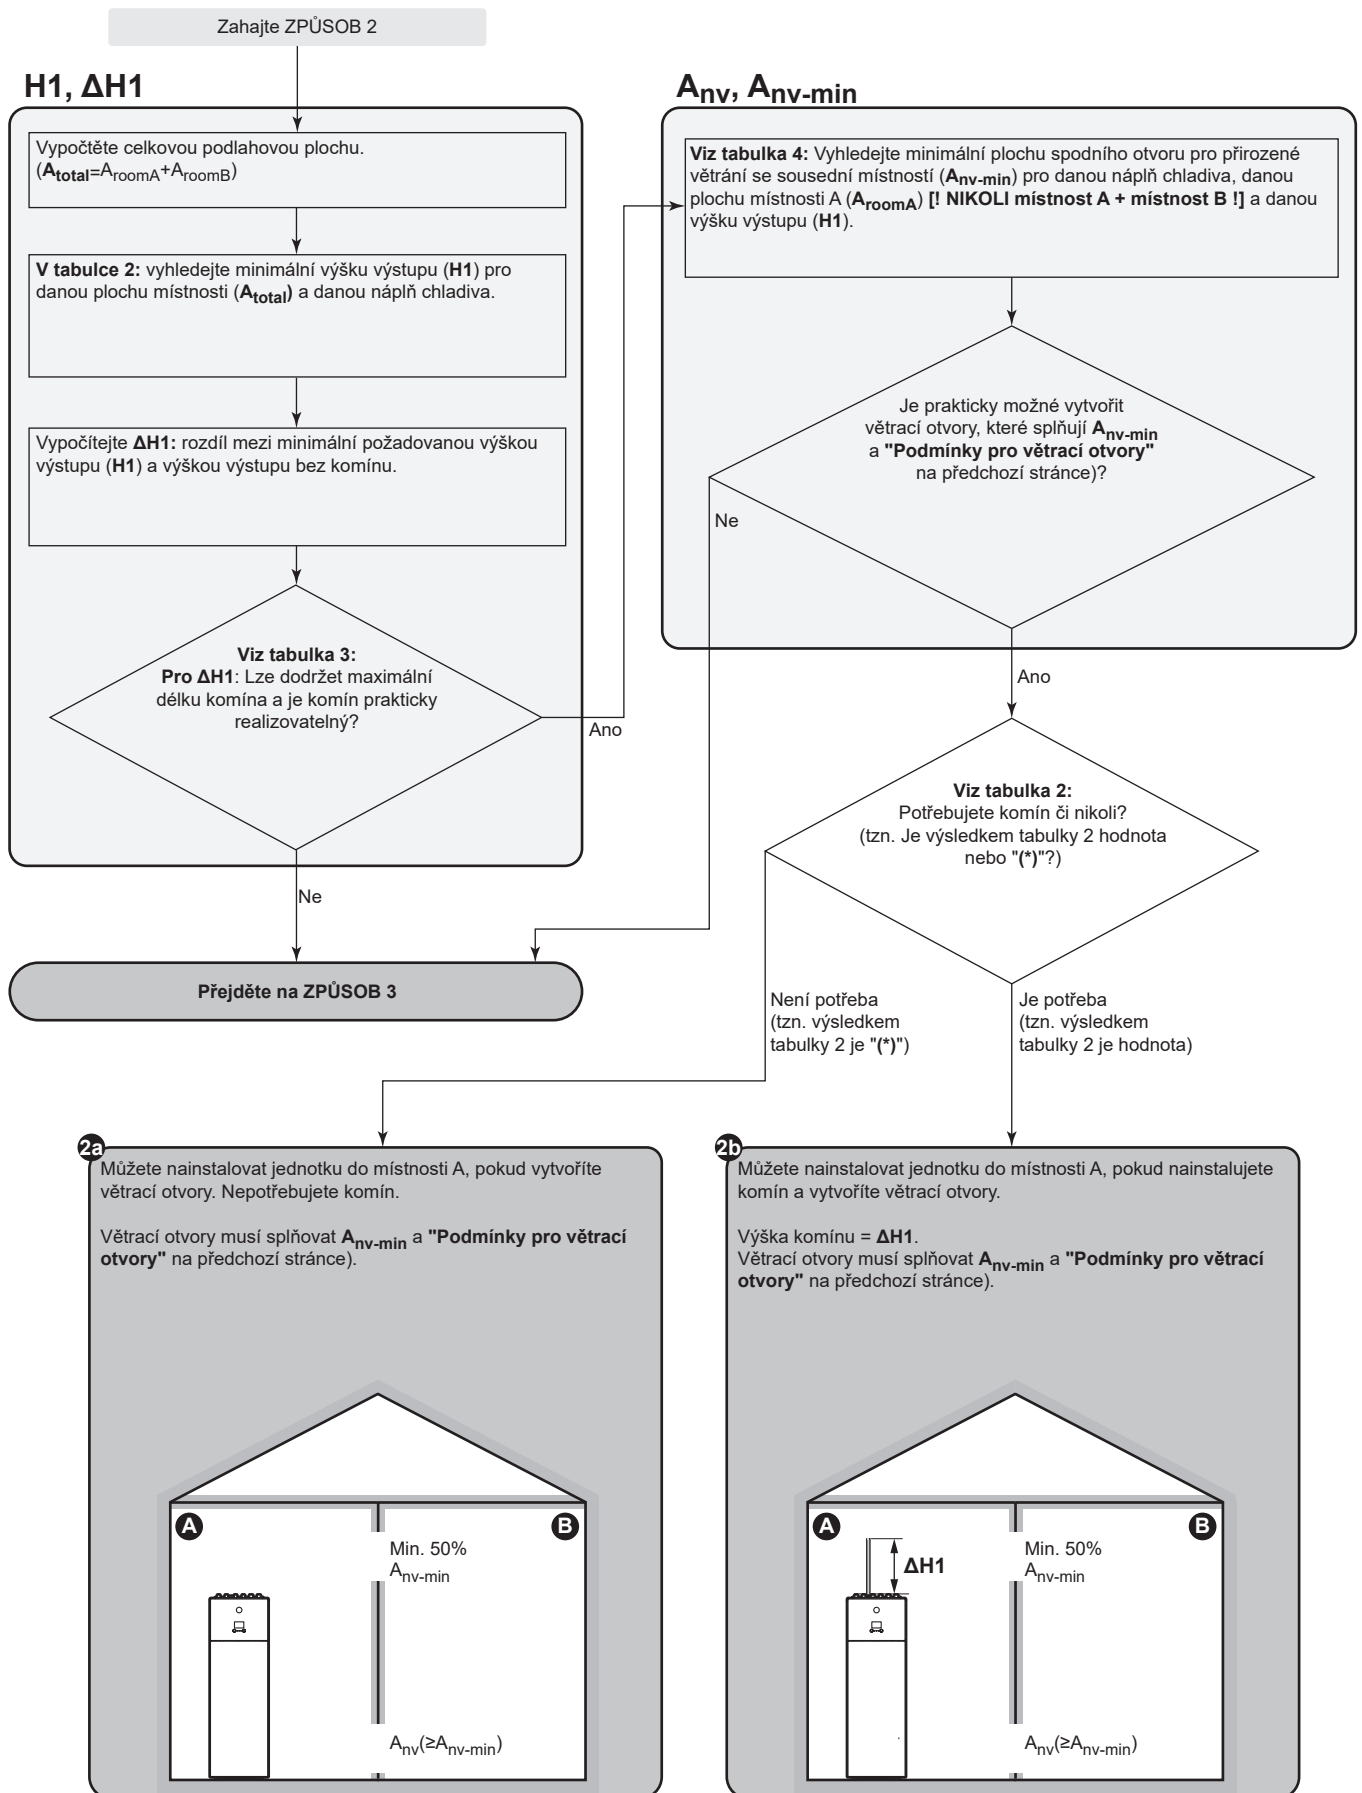 Zahajte ZPŮSOB 2
H1, ΔH1
Vypočtěte celkovou podlahovou plochu.
(Atotal=AroomA+AroomB)
V tabulce 2: vyhledejte minimální výšku výstupu (H1) pro
danou plochu místnosti (Atotal) a danou náplň chladiva.
Vypočítejte ΔH1: rozdíl mezi minimální požadovanou výškou
výstupu (H1) a výškou výstupu bez komínu.
Viz tabulka 3:
Pro ΔH1: Lze dodržet maximální
délku komína a je komín prakticky
realizovatelný?
Ano
Ne
Přejděte na ZPŮSOB 3
Anv, Anv-min
Viz tabulka 4: Vyhledejte minimální plochu spodního otvoru pro přirozené
větrání se sousední místností (Anv-min) pro danou náplň chladiva, danou
plochu místnosti A (AroomA) [! NIKOLI místnost A + místnost B !] a danou
výšku výstupu (H1).
Je prakticky možné vytvořit
větrací otvory, které splňují Anv-min
a "Podmínky pro větrací otvory"
na předchozí stránce)?
Ne
Ano
Viz tabulka 2:
Potřebujete komín či nikoli?
(tzn. Je výsledkem tabulky 2 hodnota
nebo "(*)"?)
Není potřeba
(tzn. výsledkem
tabulky 2 je "(*)")
Je potřeba
(tzn. výsledkem
tabulky 2 je hodnota)
2a
Můžete nainstalovat jednotku do místnosti A, pokud vytvoříte
větrací otvory. Nepotřebujete komín.
Větrací otvory musí splňovat Anv-min a "Podmínky pro větrací
otvory" na předchozí stránce).
A
B
Min. 50%
Anv-min
Anv(≥Anv-min)
2b
Můžete nainstalovat jednotku do místnosti A, pokud nainstalujete
komín a vytvoříte větrací otvory.
Výška komínu = ΔH1.
Větrací otvory musí splňovat Anv-min a "Podmínky pro větrací
otvory" na předchozí stránce).
A
B
ΔH1
Min. 50%
Anv-min
Anv(≥Anv-min)